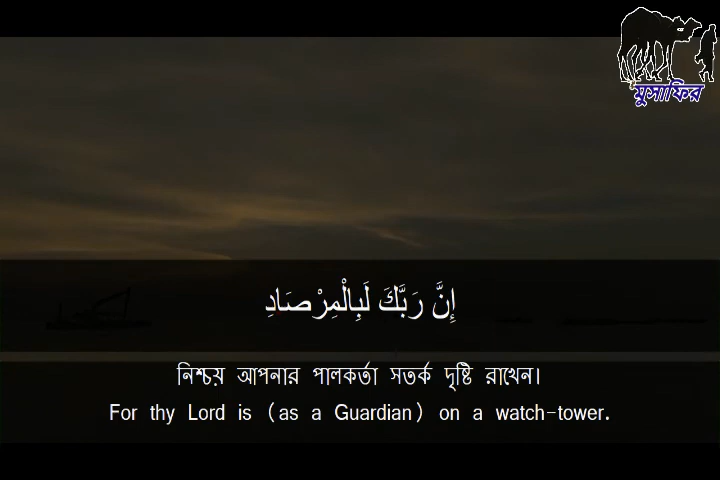 মুসাফির
إِنَّ رَبَّكَ لَبِالْمِرْصَادِ
নিশ্চয় আপনার পালকর্তা সতর্ক দৃষ্টি রাখেন।
For thy Lord is (as a Guardian) on a watch-tower.